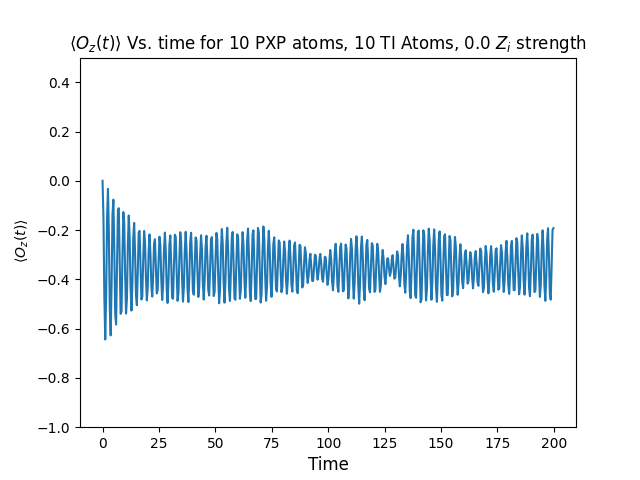 ⟨O_z(t)⟩ Vs. time for 10 PXP atoms, 10 TI Atoms, 0.0 Z_i strength
0.4
0.2
0.0
−0.2
−0.4
−0.6
−0.8
−1.0
⟨O_z(t)⟩
0 25 50 75 100 125 150 175 200
Time